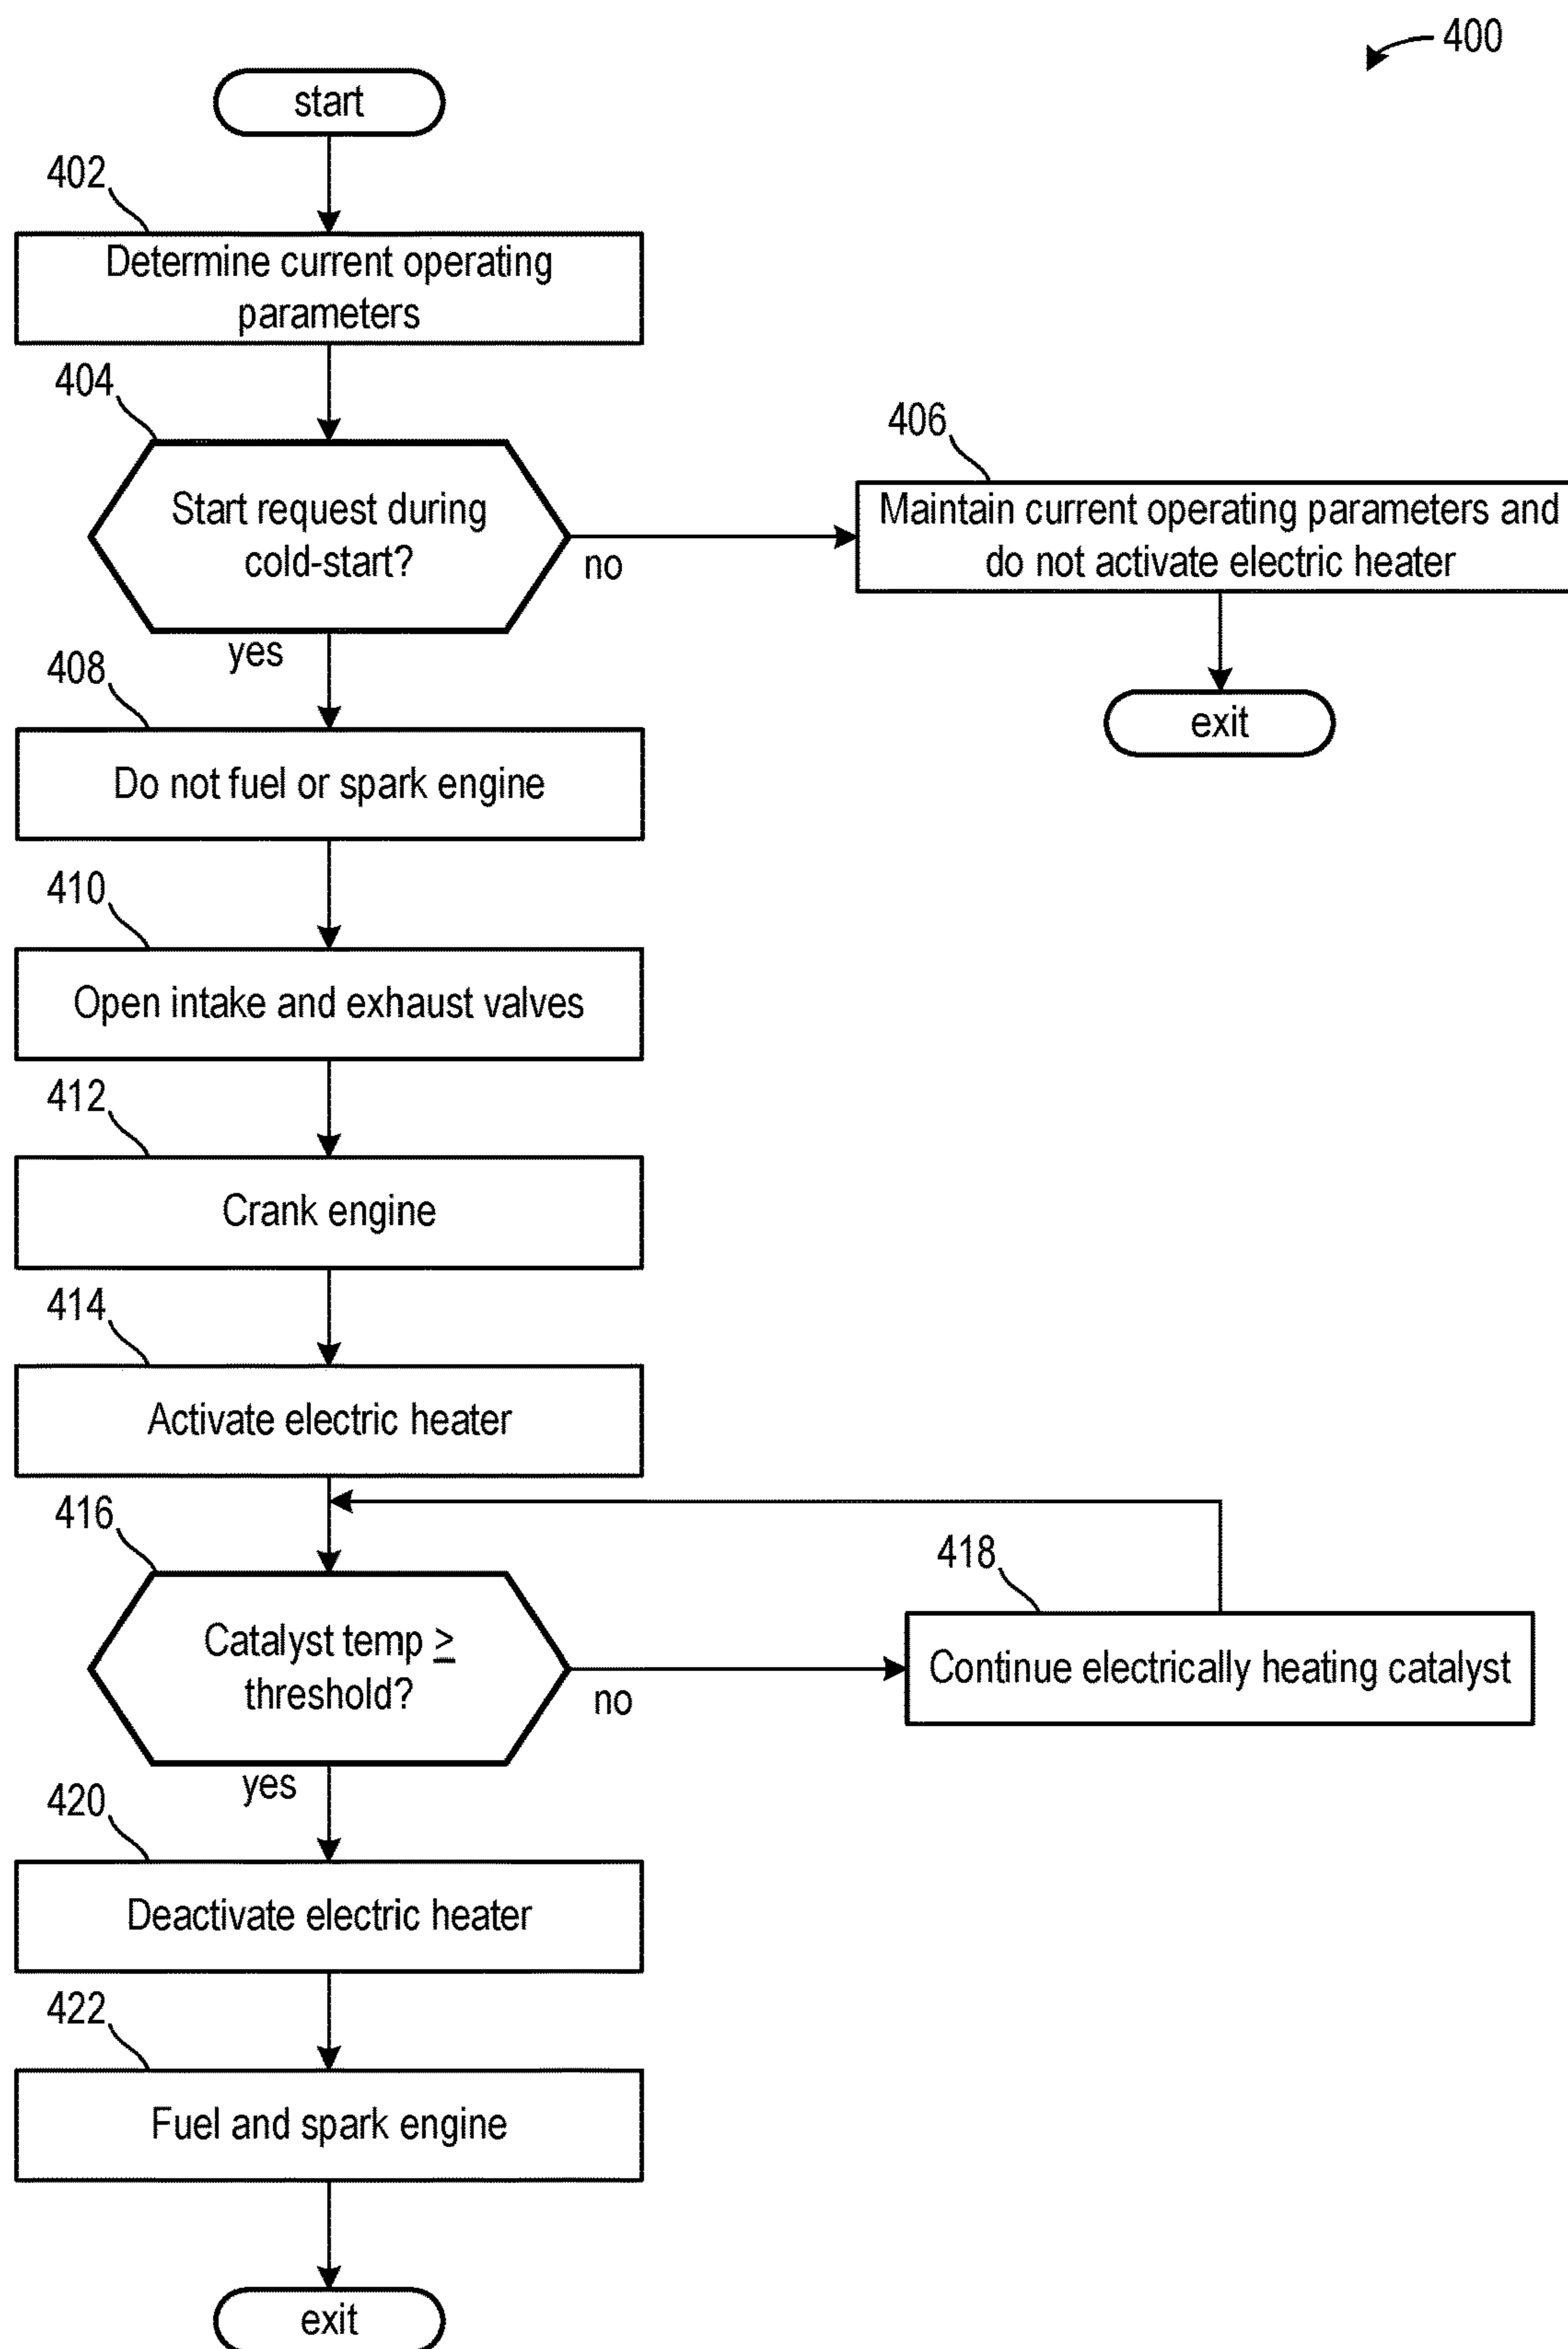 400
start
402
Determine current operating
parameters
404
Start request during
cold-start?
no
yes
406
Maintain current operating parameters and
do not activate electric heater
exit
408
Do not fuel or spark engine
410
Open intake and exhaust valves
412
Crank engine
414
Activate electric heater
416
Catalyst temp ≥
threshold?
no
yes
418
Continue electrically heating catalyst
420
Deactivate electric heater
422
Fuel and spark engine
exit